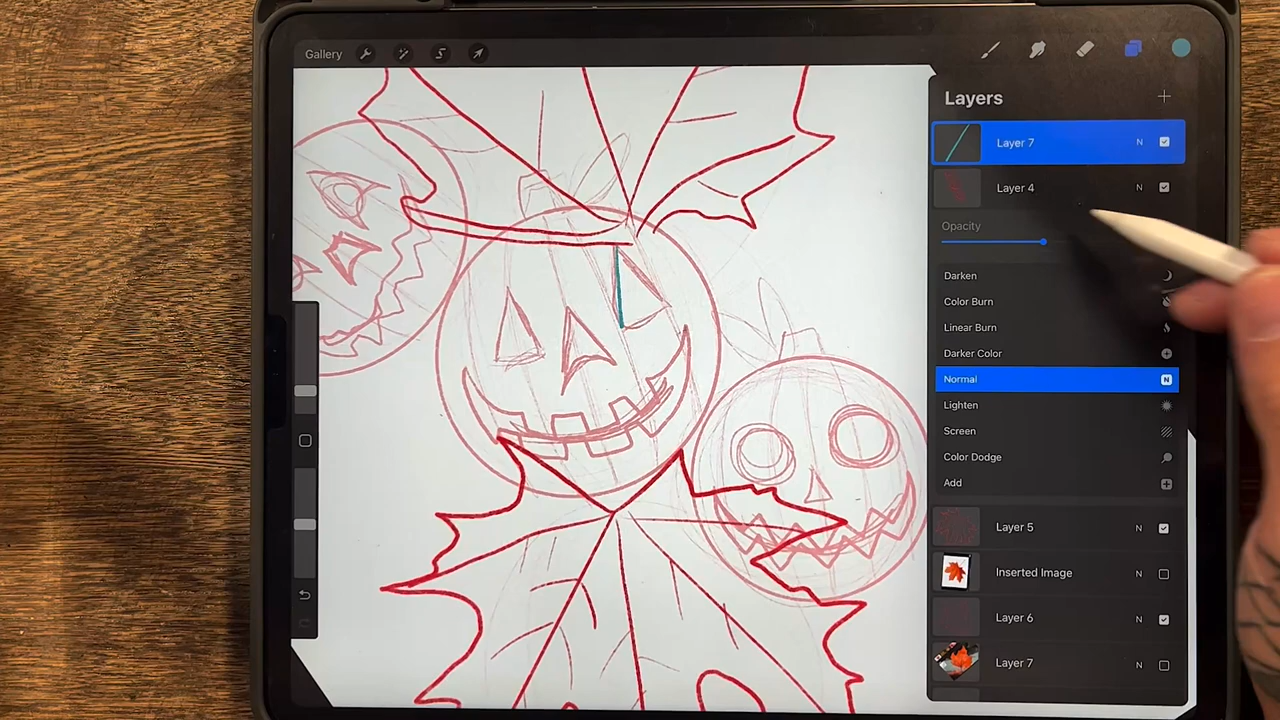 Gallery
Layers
Layer 7 N
Layer 4 N
Opacity
Darken
Color Burn
Linear Burn
Darker Color
Normal N
Lighten
Screen
Color Dodge
Add
Layer 5 N
Inserted Image N
Layer 6 N
Layer 7 N